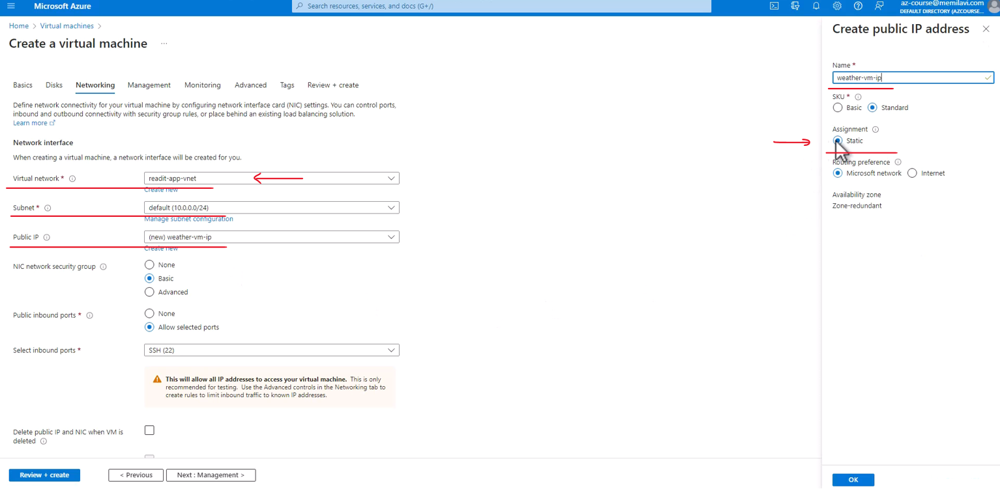 Microsoft Azure
Search resources, services, and docs (G+/)
az-course@memilavi.com
DEFAULT DIRECTORY (AZCOURSE...
Home > Virtual machines >
Create a virtual machine ...
Basics Disks Networking Management Monitoring Advanced Tags Review + create
Define network connectivity for your virtual machine by configuring network interface card (NIC) settings. You can control ports,
inbound and outbound connectivity with security group rules, or place behind an existing load balancing solution.
Learn more
Network interface
When creating a virtual machine, a network interface will be created for you.
Virtual network * readit-app-vnet
Create new
Subnet * default (10.0.0.0/24)
Manage subnet configuration
Public IP (new) weather-vm-ip
Create new
NIC network security group None
Basic
Advanced
Public inbound ports * None
Allow selected ports
Select inbound ports * SSH (22)
This will allow all IP addresses to access your virtual machine. This is only
recommended for testing. Use the Advanced controls in the Networking tab to
create rules to limit inbound traffic to known IP addresses.
Delete public IP and NIC when VM is
deleted
Review + create < Previous Next : Management >
Create public IP address
Name *
weather-vm-ip
SKU *
Basic Standard
Assignment
Static
Routing preference
Microsoft network Internet
Availability zone
Zone-redundant
OK